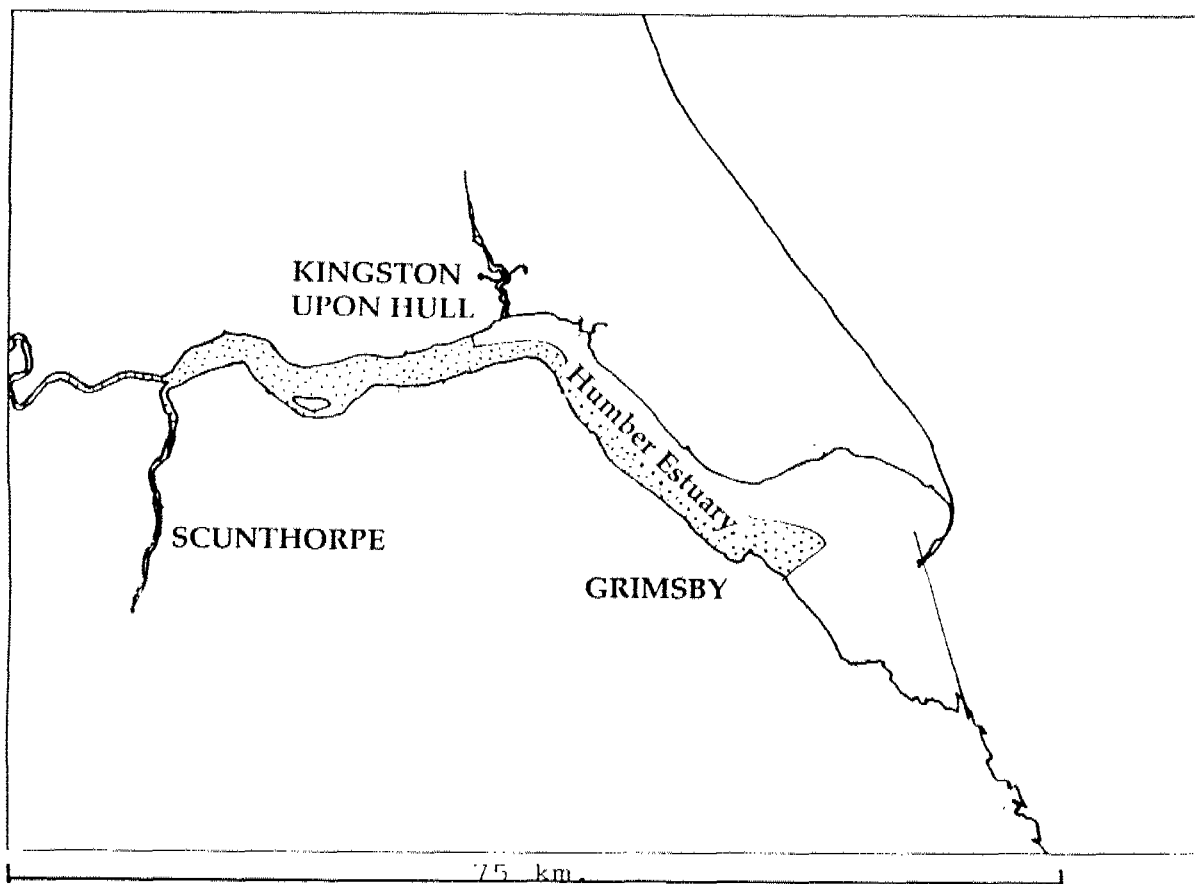 KINGSTON
UPON HULL
Humber Estuary
SCUNTHORPE
GRIMSBY
75 km.